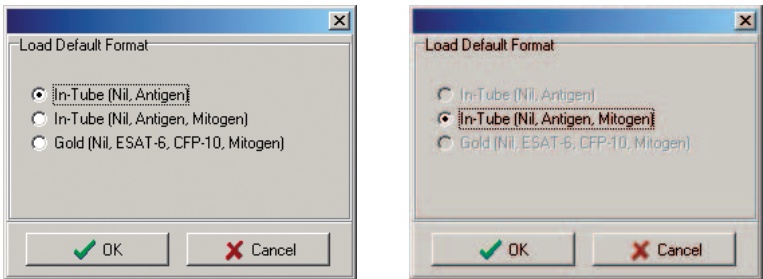 Load Default Format
In-Tube (Nil, Antigen)
In-Tube (Nil, Antigen, Mitogen)
Gold (Nil, ESAT-6, CFP-10, Mitogen)
OK
Cancel
Load Default Format
In-Tube (Nil, Antigen)
In-Tube (Nil, Antigen, Mitogen)
Gold (Nil, ESAT-6, CFP-10, Mitogen)
OK
Cancel